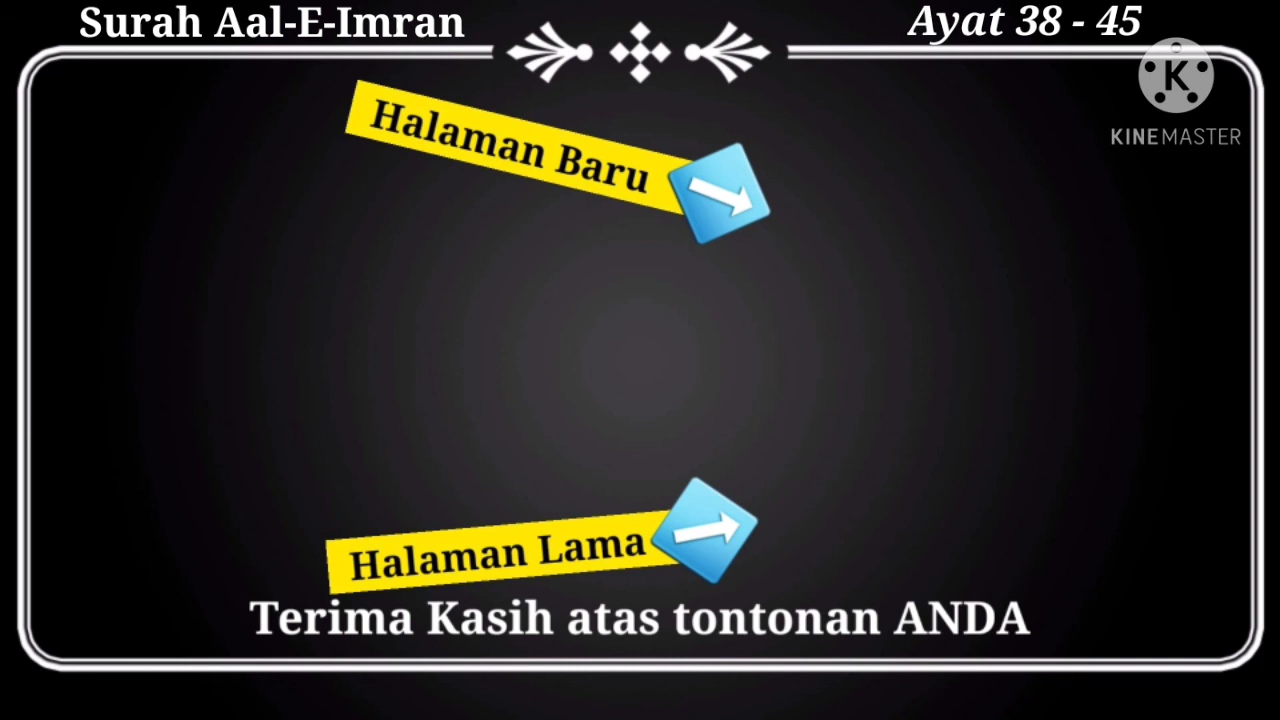 Surah Aal-E-Imran
Ayat 38 - 45
K
KINEMASTER
Halaman Baru
Halaman Lama
Terima Kasih atas tontonan ANDA